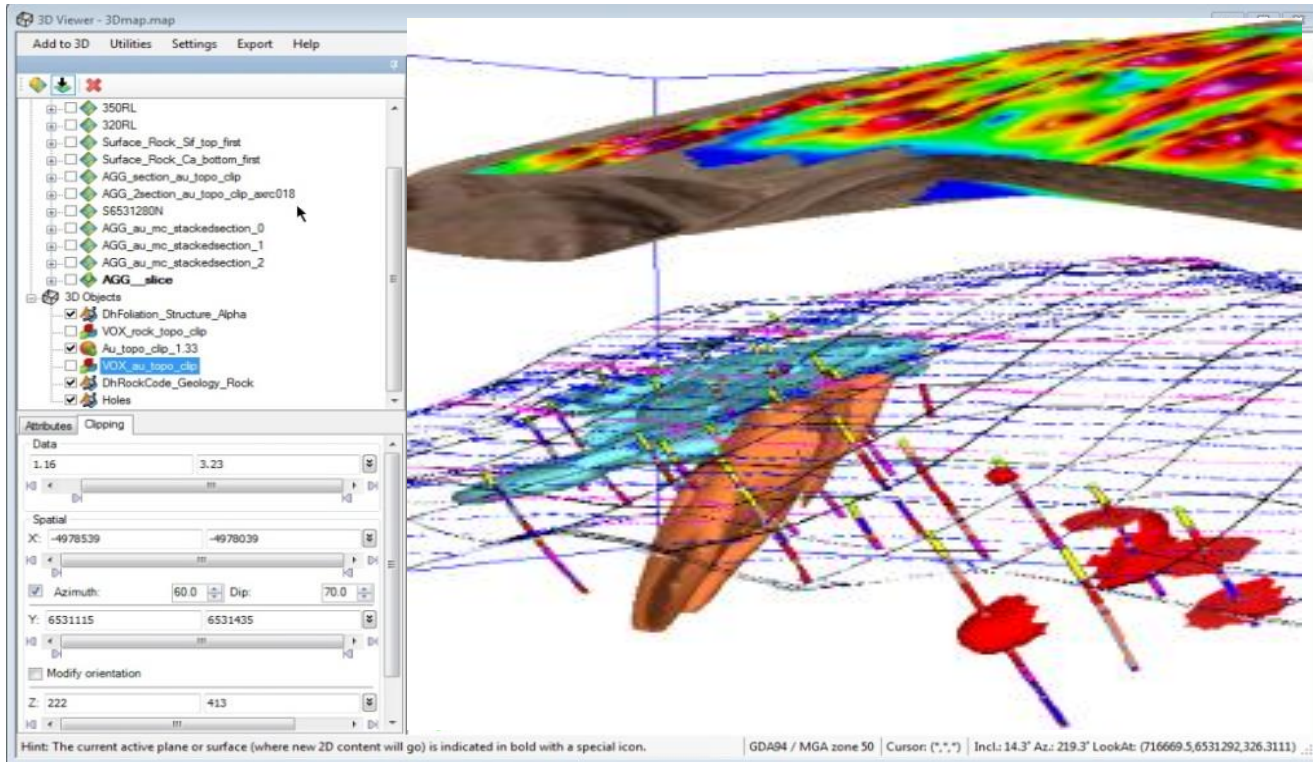 3D Viewer - 3Dmap.map
Add to 3D Utilities Settings Export Help
350RL
320RL
Surface_Rock_Sif_top_first
Surface_Rock_Ca_bottom_first
AGG_section_au_topo_clip
AGG_2section_au_topo_clip_axrc018
S6531280N
AGG_au_mc_stackedsection_0
AGG_au_mc_stackedsection_1
AGG_au_mc_stackedsection_2
AGG__slice
3D Objects
DhFoliation_Structure_Alpha
VOX_rock_topo_clip
Au_topo_clip_1.33
VOX_au_topo_clip
DhRockCode_Geology_Rock
Holes
Attributes Clipping
Data
1.16 3.23
Spatial
X: -4978539 -4978039
Azimuth: 60.0 Dip: 70.0
Y: 6531115 6531435
Modify orientation
Z: 222 413
Hint: The current active plane or surface (where new 2D content will go) is indicated in bold with a special icon. GDA94 / MGA zone 50 Cursor: (*,*,*) Incl.: 14.3° Az.: 219.3° LookAt: (716669.5,6531292,326.3111)